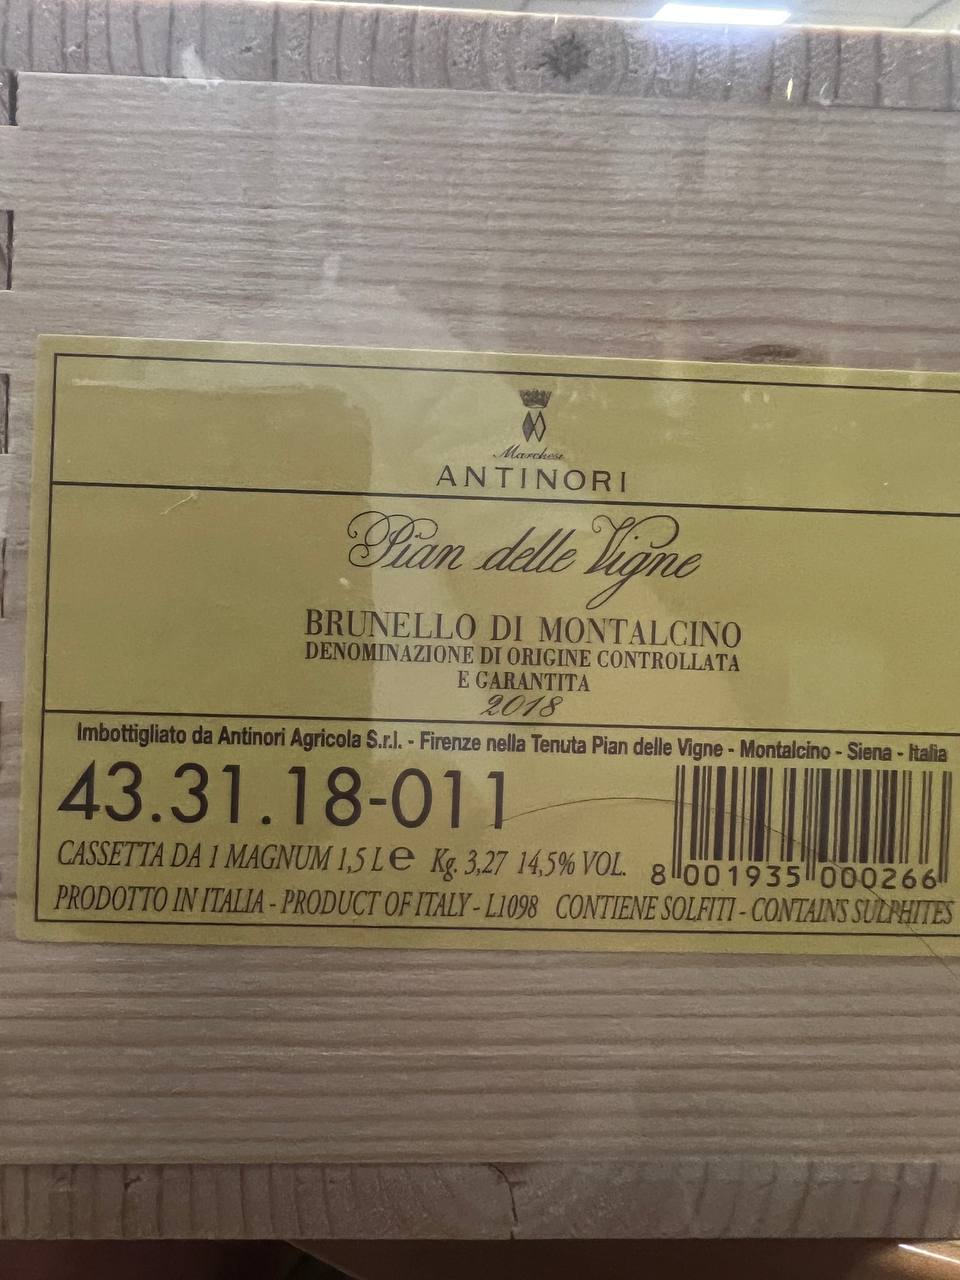 Marchesi
ANTINORI
Pian delle Vigne
BRUNELLO DI MONTALCINO
DENOMINAZIONE DI ORIGINE CONTROLLATA
E GARANTITA
2018
Imbottigliato da Antinori Agricola S.r.l. - Firenze nella Tenuta Pian delle Vigne - Montalcino - Siena - Italia
43.31.18-011
CASSETTA DA 1 MAGNUM 1,5 L e Kg. 3,27 14,5% VOL.
8 001935 000266
PRODOTTO IN ITALIA - PRODUCT OF ITALY - L1098 CONTIENE SOLFITI - CONTAINS SULPHITES